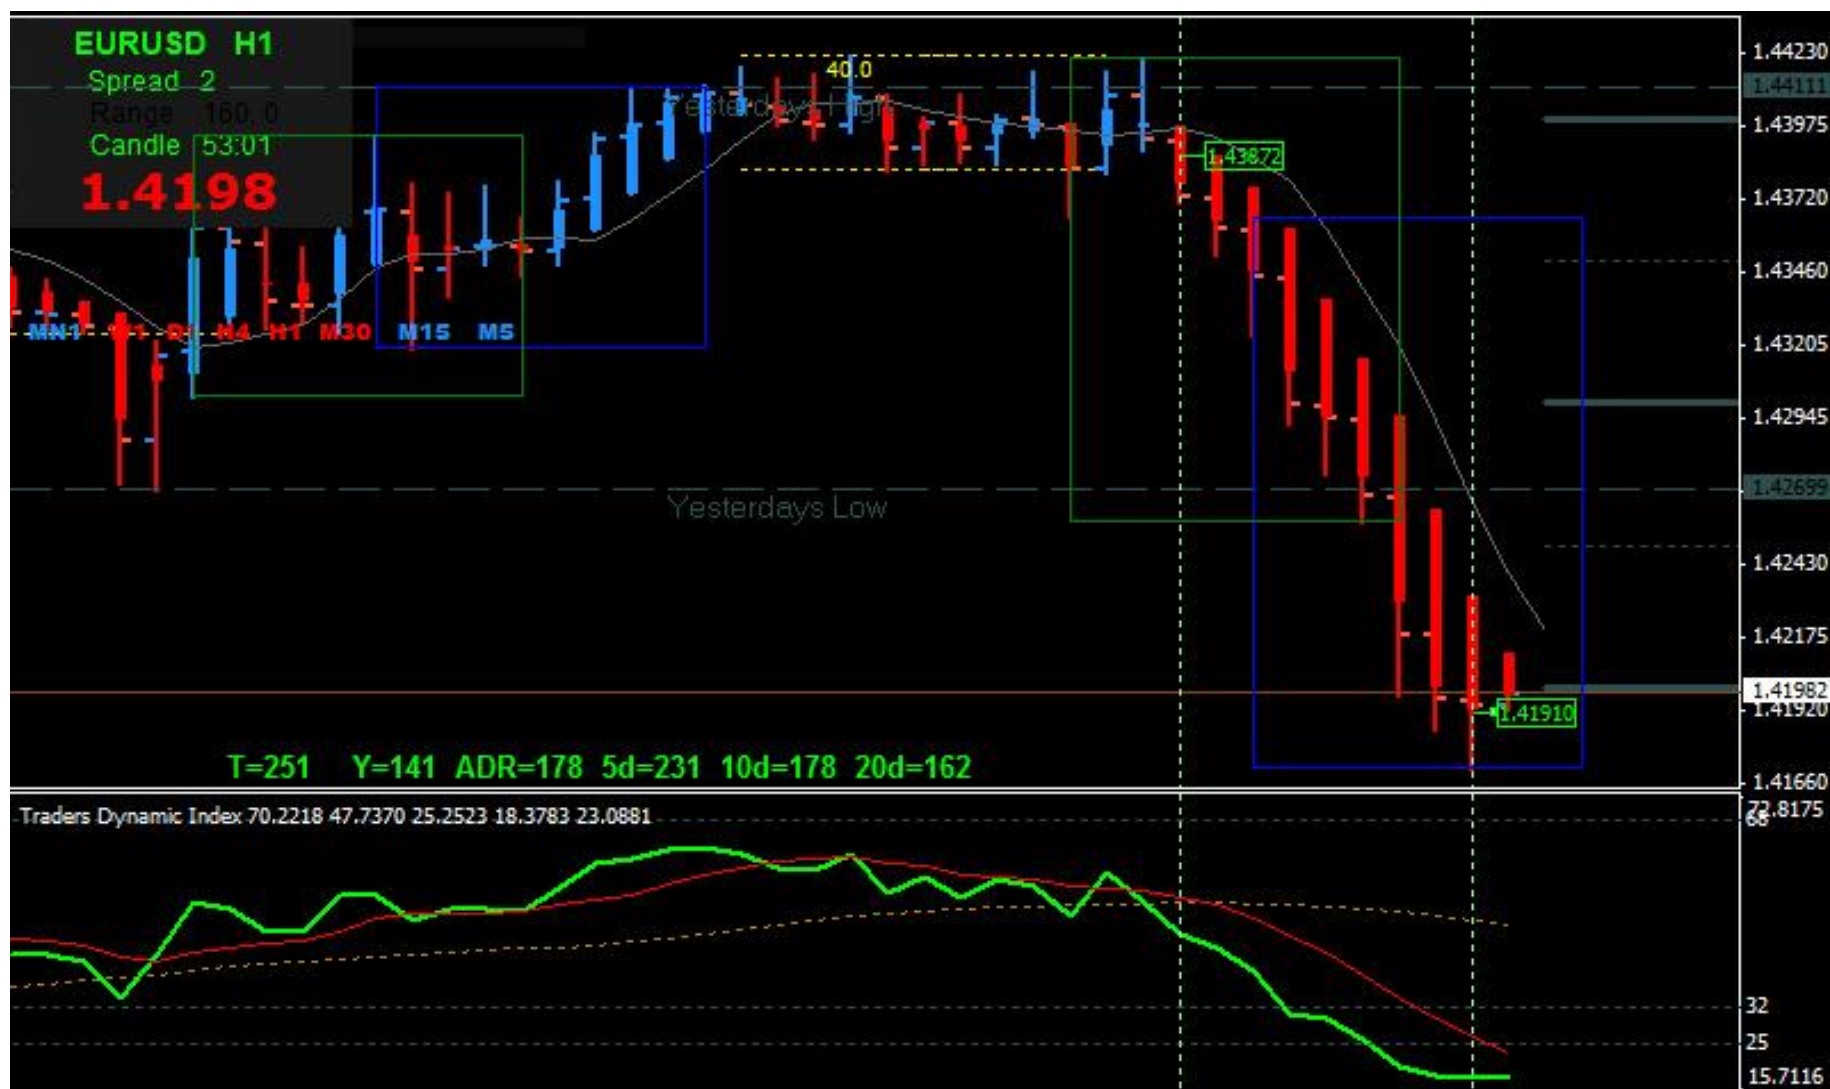 EURUSD H1
Spread 2
Range 160.0
Candle 53:01
1.4198
40.0
Yesterdays High
1.43872
MN1 W1 D1 H4 H1 M30 M15 M5
Yesterdays Low
1.41910
T=251 Y=141 ADR=178 5d=231 10d=178 20d=162
1.44230
1.44111
1.43975
1.43720
1.43460
1.43205
1.42945
1.42699
1.42430
1.42175
1.41982
1.41920
1.41660
Traders Dynamic Index 70.2218 47.7370 25.2523 18.3783 23.0881
72.8175
68
32
25
15.7116